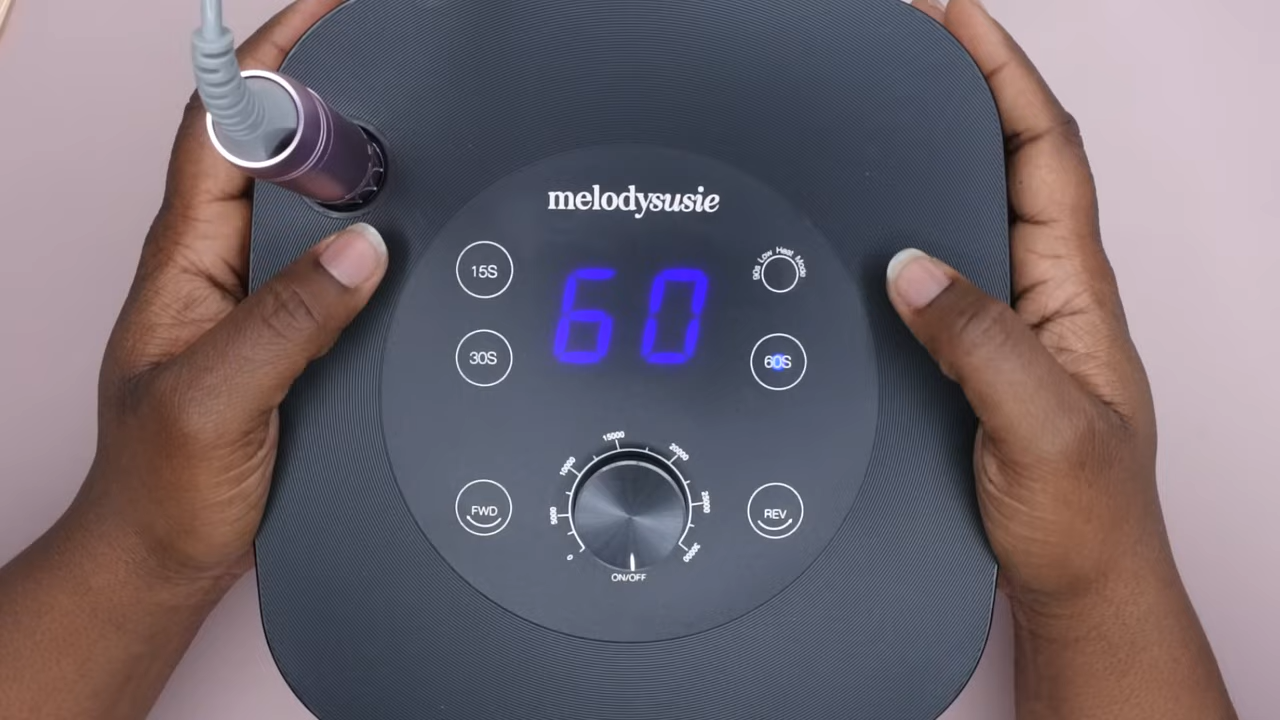 melodysusie
15S
60
90s Low Heat Mode
30S
60S
15000
10000
20000
5000
25000
0
30000
FWD
REV
ON/OFF